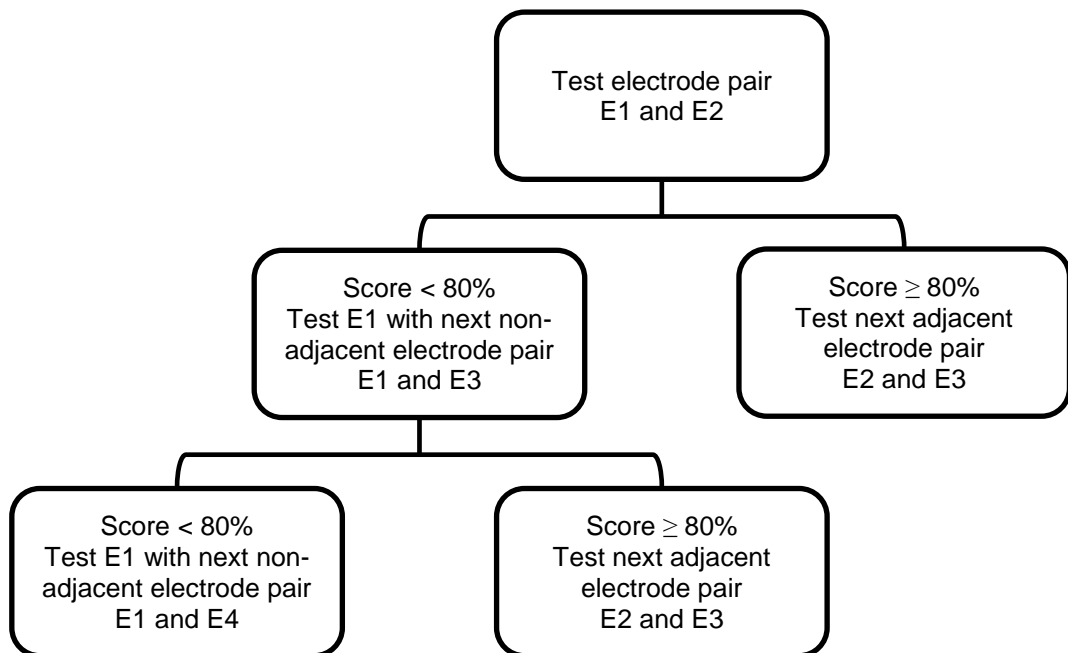 Test electrode pair
E1 and E2
Score < 80%
Test E1 with next non-
adjacent electrode pair
E1 and E3
Score ≥ 80%
Test next adjacent
electrode pair
E2 and E3
Score < 80%
Test E1 with next non-
adjacent electrode pair
E1 and E4
Score ≥ 80%
Test next adjacent
electrode pair
E2 and E3